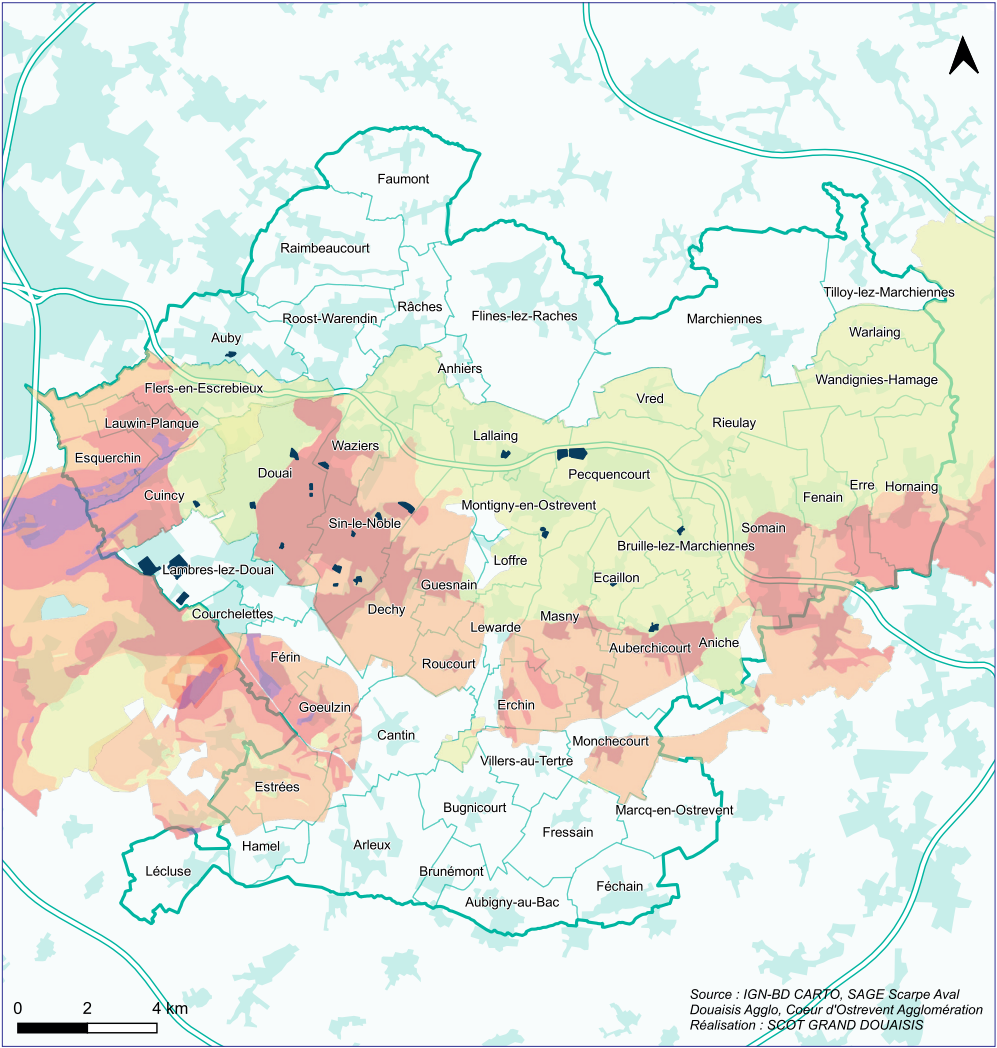 Faumont
Raimbeaucourt
Tilloy-lez-Marchiennes
Râches
Roost-Warendin
Flines-lez-Raches
Marchiennes
Auby
Warlaing
Anhiers
Wandignies-Hamage
Flers-en-Escrebieux
Vred
Lauwin-Planque
Rieulay
Lallaing
Waziers
Esquerchin
Douai
Pecquencourt
Erre
Hornaing
Cuincy
Fenain
Montigny-en-Ostrevent
Sin-le-Noble
Somain
Bruille-lez-Marchiennes
Loffre
Lambres-lez-Douai
Ecaillon
Guesnain
Dechy
Courchelettes
Masny
Lewarde
Aniche
Auberchicourt
Férin
Roucourt
Goeulzin
Erchin
Cantin
Monchecourt
Villers-au-Tertre
Estrées
Bugnicourt
Marcq-en-Ostrevent
Fressain
Hamel
Arleux
Lécluse
Brunémont
Féchain
Aubigny-au-Bac
0 2 4 km
Source : IGN-BD CARTO, SAGE Scarpe Aval
Douaisis Agglo, Coeur d'Ostrevent Agglomération
Réalisation : SCOT GRAND DOUAISIS